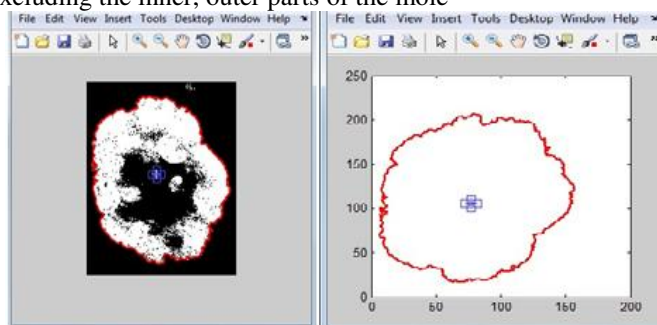 xcluding the inner, outer parts of the mole
File Edit View Insert Tools Desktop Window Help
File Edit View Insert Tools Desktop Window Help
250
200
150
100
50
0
0 50 100 150 200